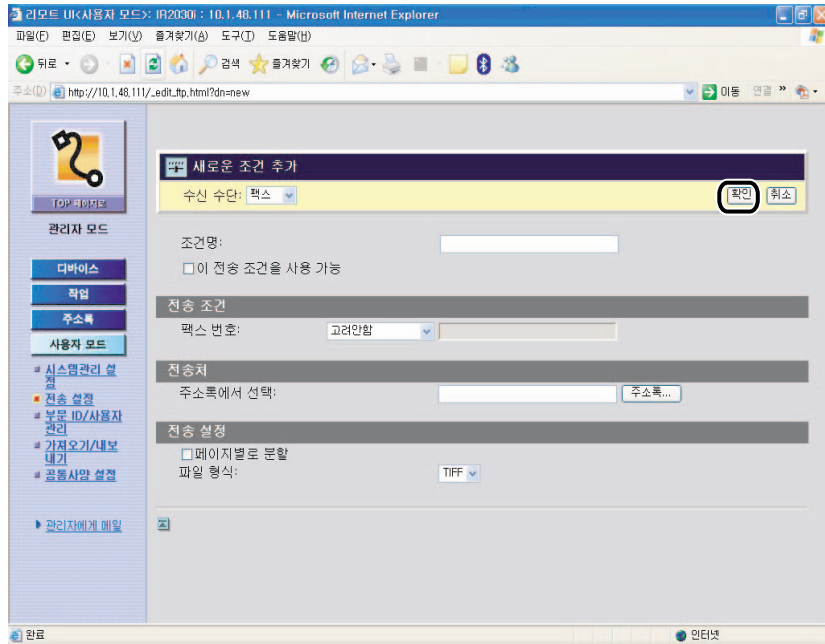 리모트 UI<사용자 모드>: IR2030i : 10.1.48.111 - Microsoft Internet Explorer
파일(F) 편집(E) 보기(V) 즐겨찾기(A) 도구(T) 도움말(H)
뒤로 검색 즐겨찾기
주소(D) http://10.1.48.111/_edit_ftp.html?dn=new 이동 연결 »
TOP 페이지로
관리자 모드
디바이스
작업
주소록
사용자 모드
시스템관리 설
정
전송 설정
부문 ID/사용자
관리
가져오기/내보
내기
공통사양 설정
관리자에게 메일
새로운 조건 추가
수신 수단: 팩스 확인 취소
조건명:
이 전송 조건을 사용 가능
전송 조건
팩스 번호: 고려안함
전송처
주소록에서 선택: 주소록...
전송 설정
페이지별로 분할
파일 형식: TIFF
완료 인터넷